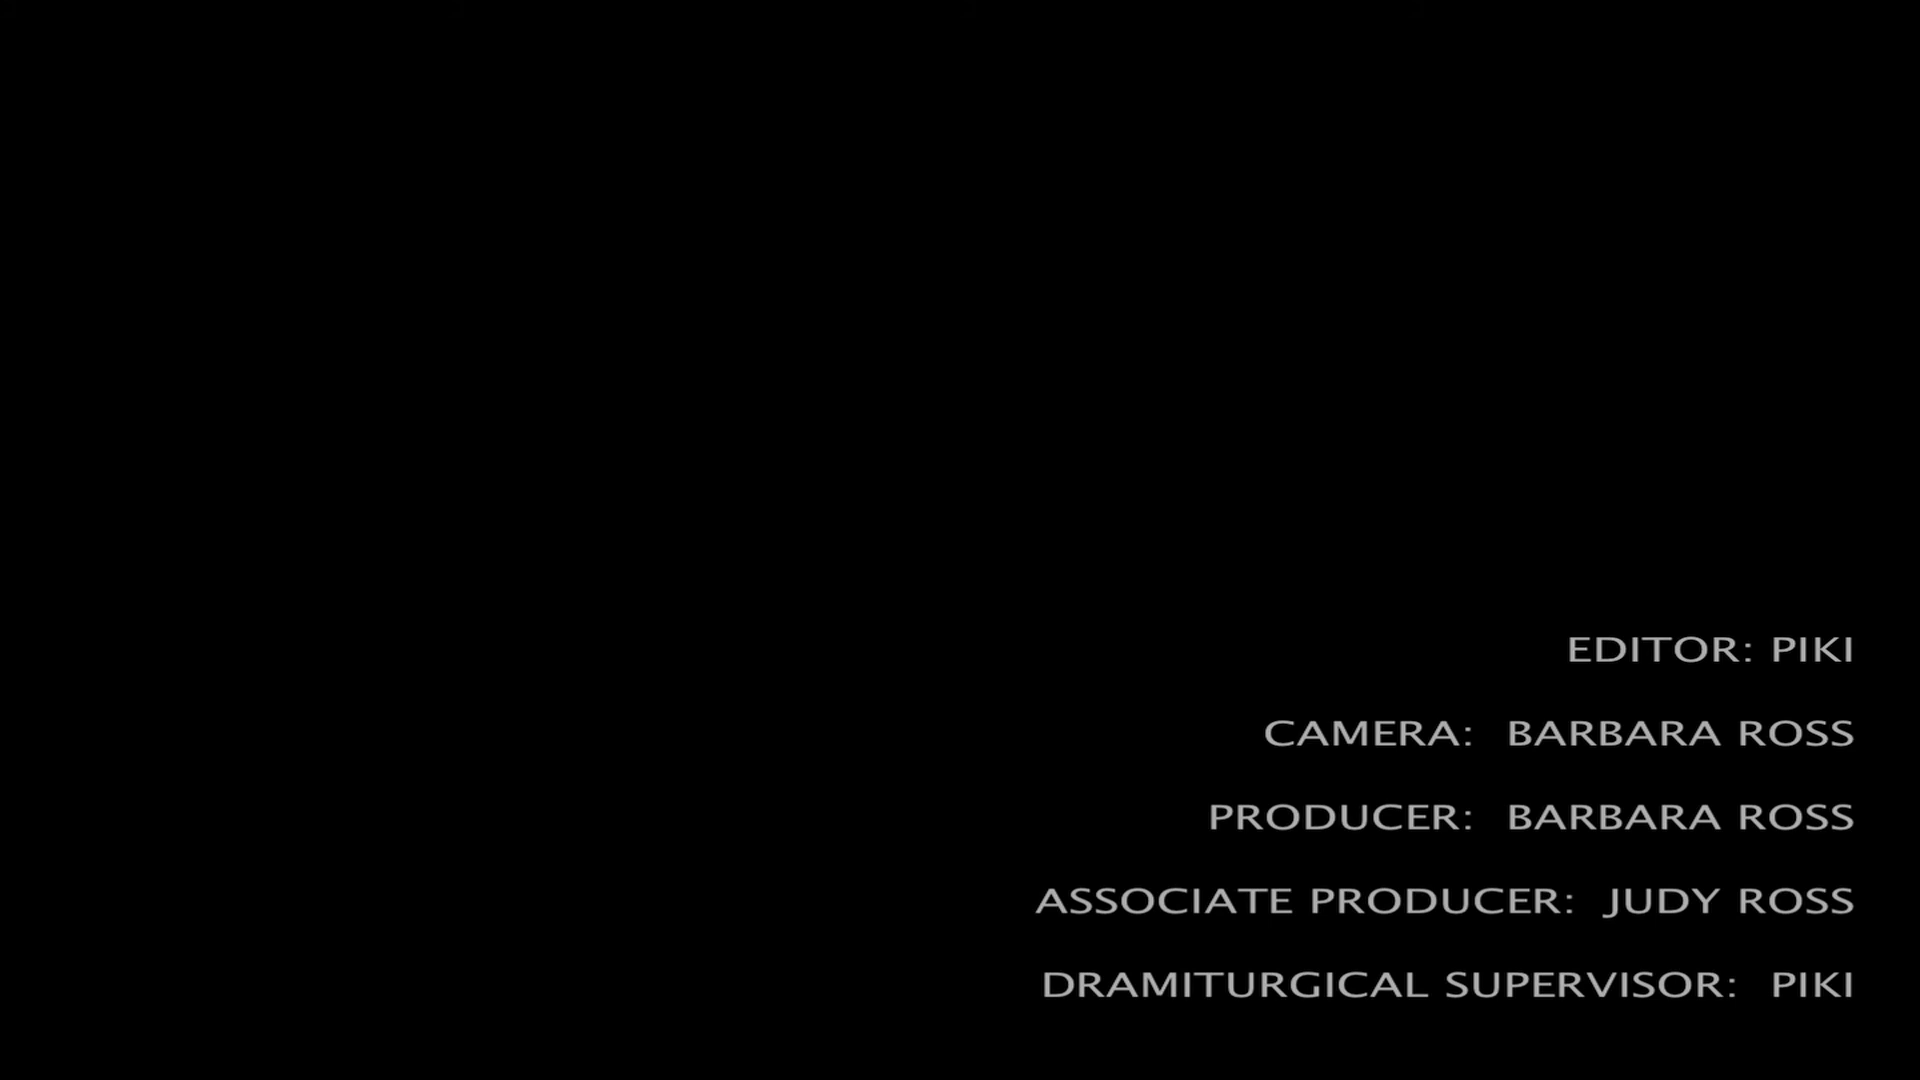 EDITOR: PIKI
CAMERA: BARBARA ROSS
PRODUCER: BARBARA ROSS
ASSOCIATE PRODUCER: JUDY ROSS
DRAMITURGICAL SUPERVISOR: PIKI